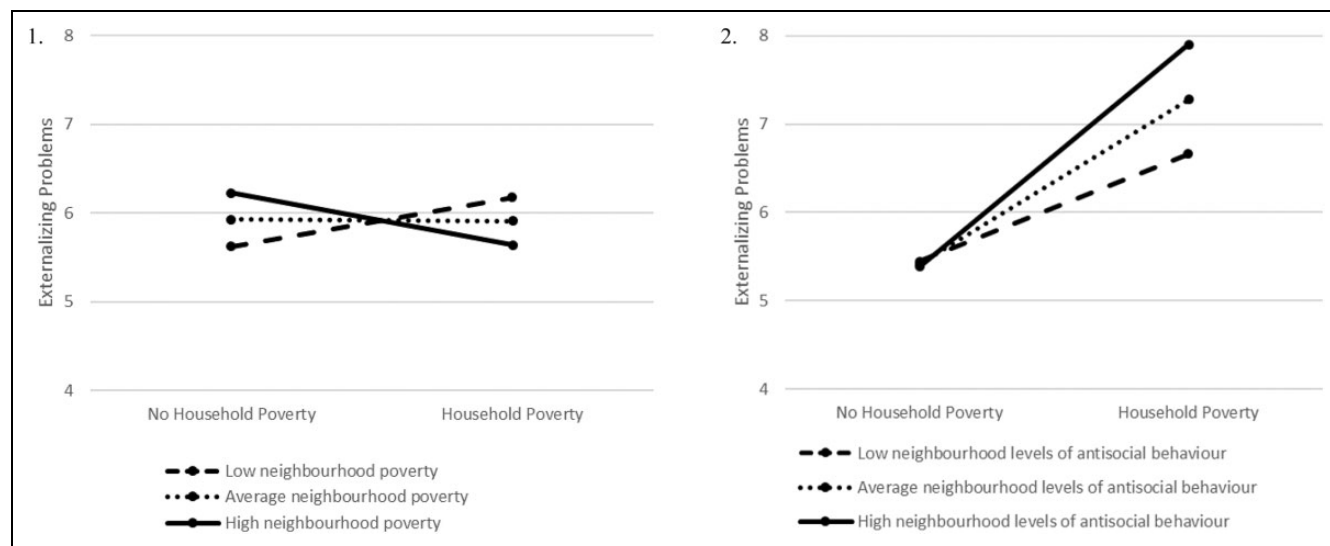 1.
8
7
6
5
4
Externalizing Problems
No Household Poverty
Household Poverty
Low neighbourhood poverty
Average neighbourhood poverty
High neighbourhood poverty
2.
8
7
6
5
4
Externalizing Problems
No Household Poverty
Household Poverty
Low neighbourhood levels of antisocial behaviour
Average neighbourhood levels of antisocial behaviour
High neighbourhood levels of antisocial behaviour